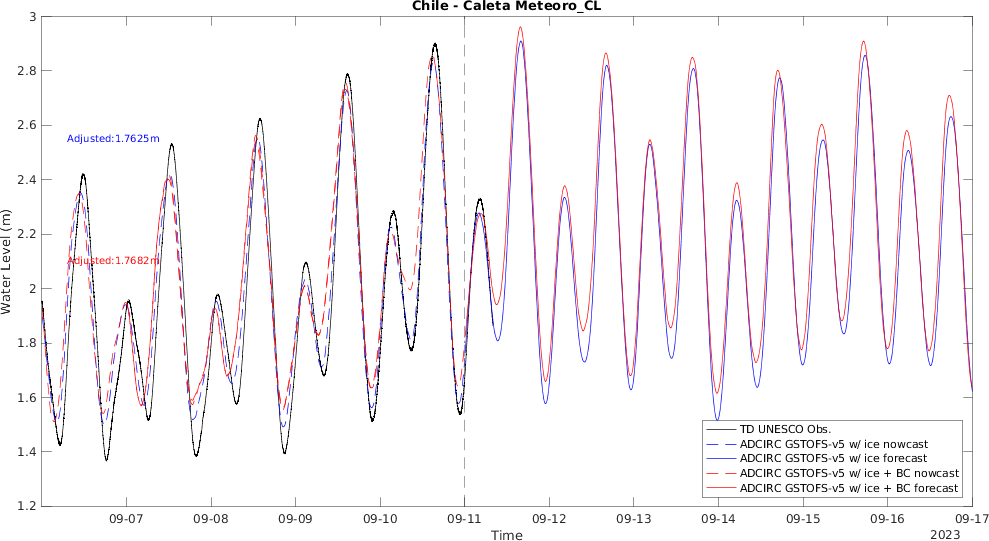 Chile - Caleta Meteoro_CL
3
2.8
2.6
2.4
2.2
2
1.8
1.6
1.4
1.2
Water Level (m)
Adjusted:1.7625m
Adjusted:1.7682m
TD UNESCO Obs.
ADCIRC GSTOFS-v5 w/ ice nowcast
ADCIRC GSTOFS-v5 w/ ice forecast
ADCIRC GSTOFS-v5 w/ ice + BC nowcast
ADCIRC GSTOFS-v5 w/ ice + BC forecast
09-07 09-08 09-09 09-10 09-11 09-12 09-13 09-14 09-15 09-16 09-17
Time
2023